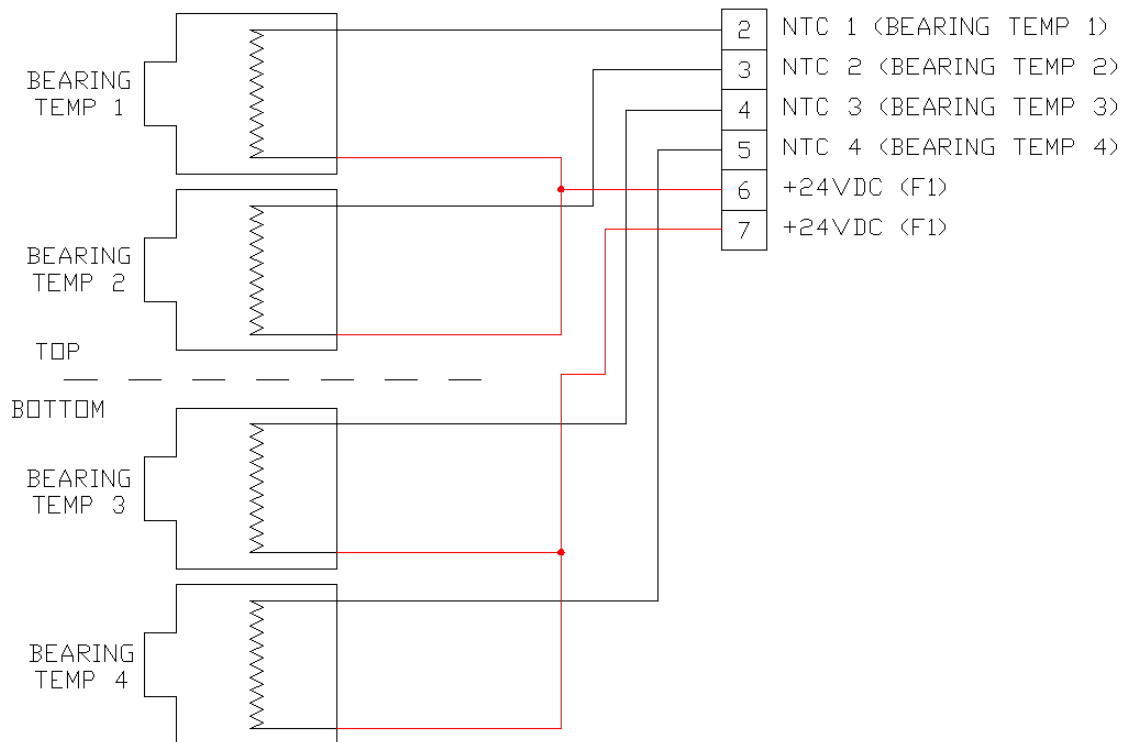 BEARING
TEMP 1
BEARING
TEMP 2
TOP
BOTTOM
BEARING
TEMP 3
BEARING
TEMP 4
2 NTC 1 (BEARING TEMP 1)
3 NTC 2 (BEARING TEMP 2)
4 NTC 3 (BEARING TEMP 3)
5 NTC 4 (BEARING TEMP 4)
6 +24VDC (F1)
7 +24VDC (F1)